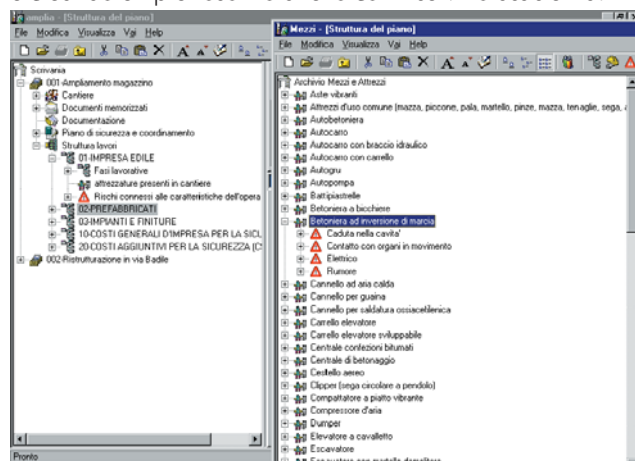 amplia - [Struttura del piano]
File Modifica Visualizza Vai Help
Scrivania
001-Ampliamento magazzino
Cantiere
Documenti memorizzati
Documentazione
Piano di sicurezza e coordinamento
Struttura lavori
01-IMPRESA EDILE
Fasi lavorative
attrezzature presenti in cantiere
Rischi connessi alle caratteristiche dell'opera
02-PREFABBRICATI
03-IMPIANTI E FINITURE
10-COSTI GENERALI D'IMPRESA PER LA SICU
20-COSTI AGGIUNTIVI PER LA SICUREZZA (C
002-Ristrutturazione in via Badile
Pronto
Mezzi - [Struttura del piano]
File Modifica Visualizza Vai Help
Archivio Mezzi e Attrezzi
Aste vibranti
Attrezzi d'uso comune (mazza, piccone, pala, martello, pinze, mazza, tenaglie, sega,
Autobetoniera
Autocarro
Autocarro con braccio idraulico
Autocarro con carrello
Autogru
Autopompa
Battipiastrelle
Betoniera a bicchiere
Betoniera ad inversione di marcia
Caduta nella cavita'
Contatto con organi in movimento
Elettrico
Rumore
Cannello ad aria calda
Cannello per guaina
Cannello per saldatura ossiacetilenica
Carrello elevatore
Carrello elevatore sviluppabile
Centrale confezioni bitumati
Centrale di betonaggio
Cestello aereo
Clipper (sega circolare a pendolo)
Compattatore a piatto vibrante
Compressore d'aria
Dumper
Elevatore a cavalletto
Escavatore